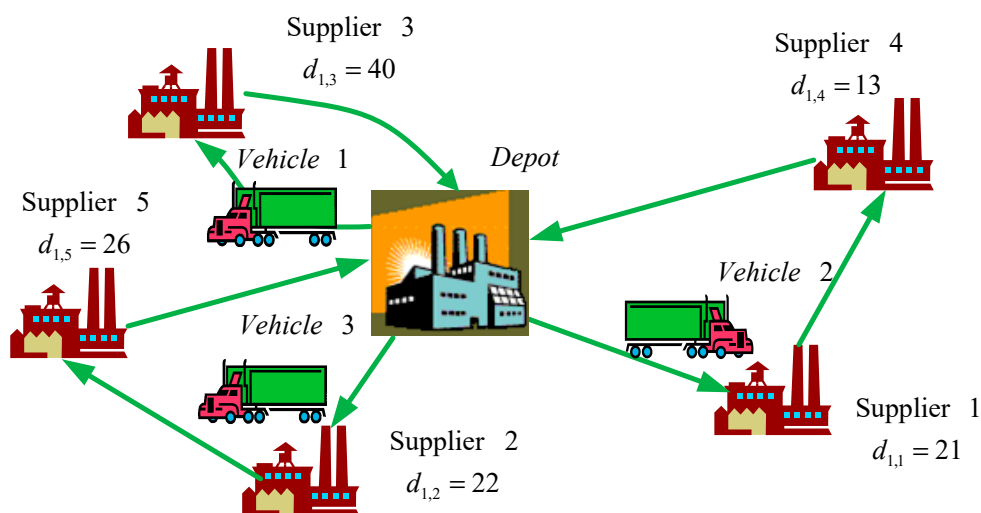 Supplier 3
d1,3 = 40
Supplier 4
d1,4 = 13
Vehicle 1
Depot
Supplier 5
d1,5 = 26
Vehicle 2
Vehicle 3
Supplier 1
d1,1 = 21
Supplier 2
d1,2 = 22